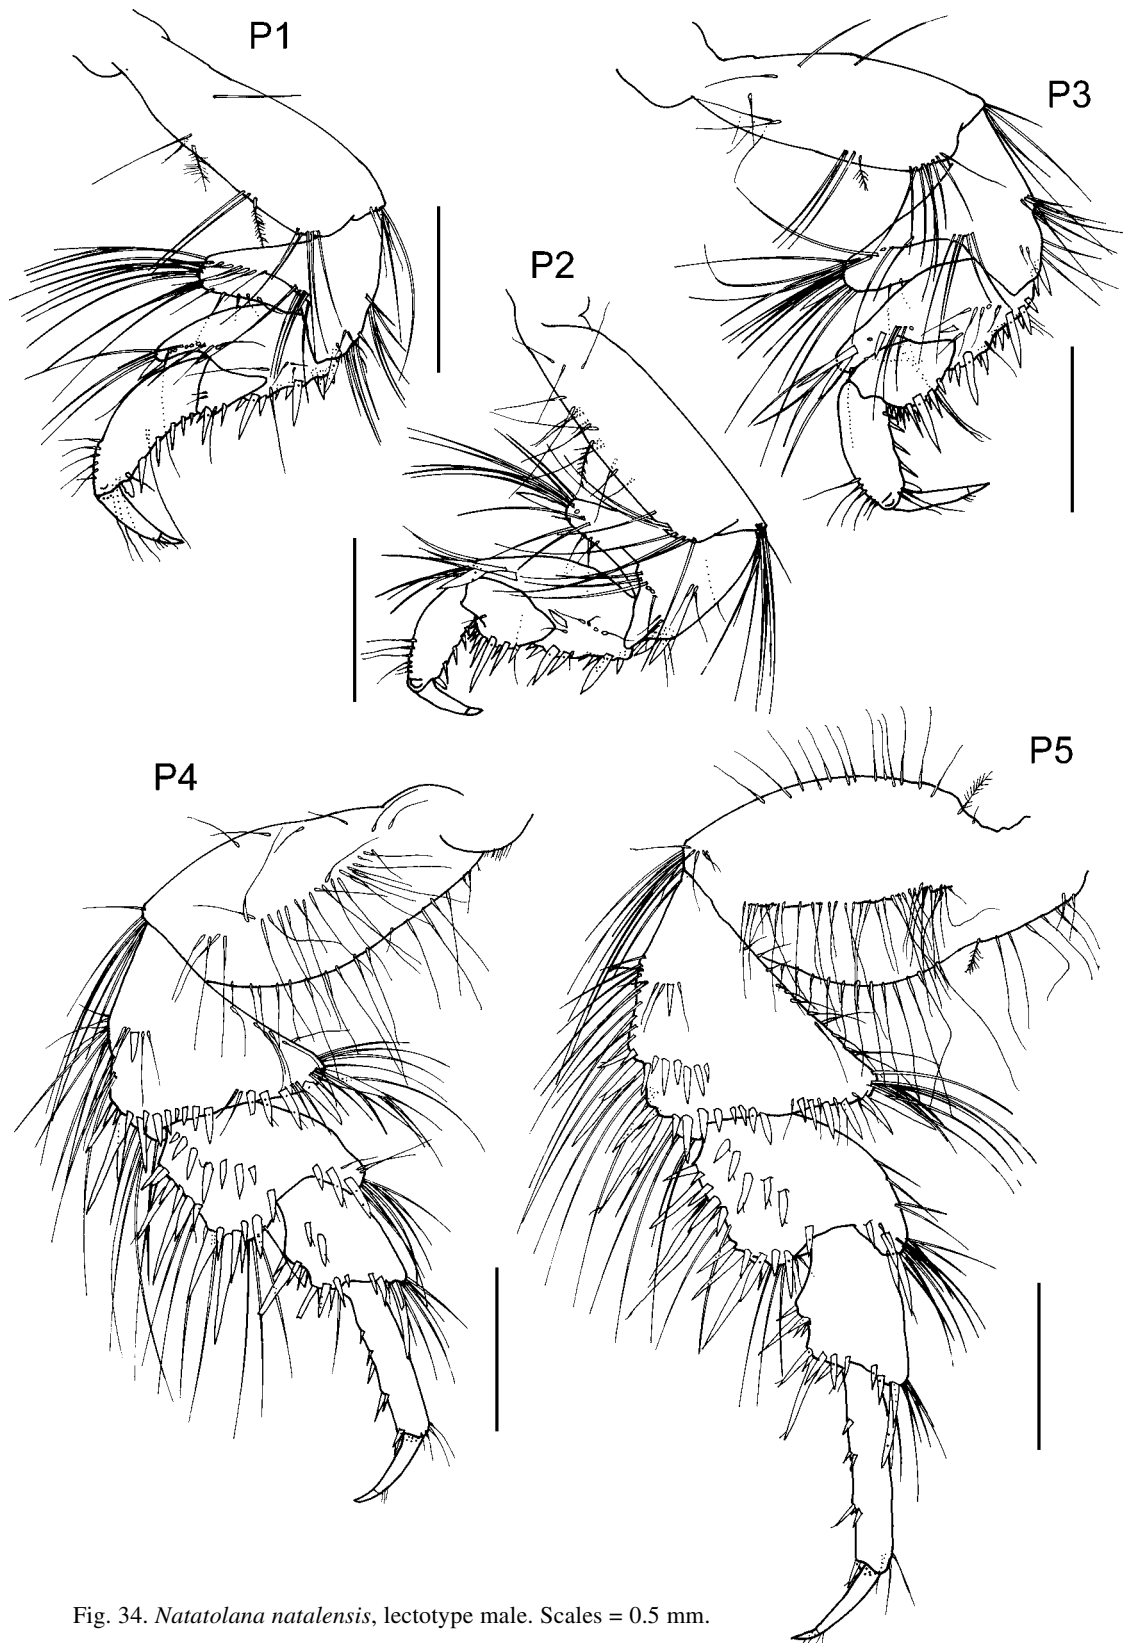 P1
P3
P2
P4
P5
Fig. 34. Natatolana natalensis, lectotype male. Scales = 0.5 mm.